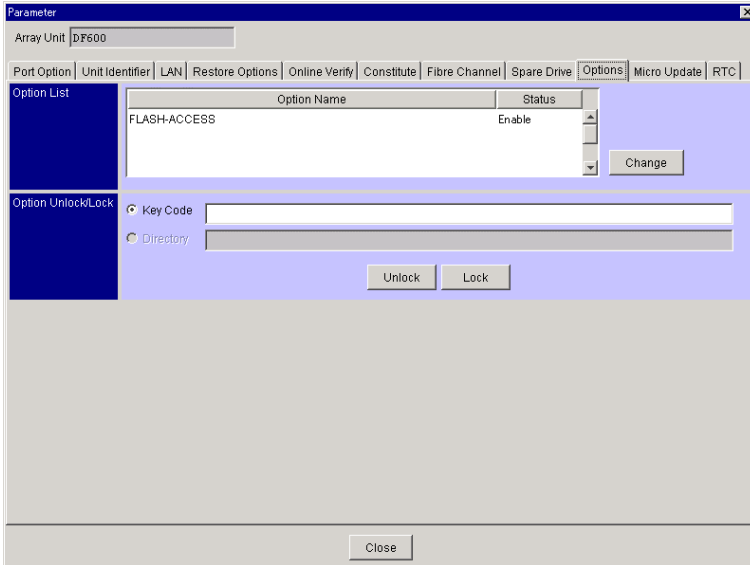 Parameter
Array Unit DF600
Port Option Unit Identifier LAN Restore Options Online Verify Constitute Fibre Channel Spare Drive Options Micro Update RTC
Option List
Option Name Status
FLASH-ACCESS Enable
Change
Option Unlock/Lock
Key Code
Directory
Unlock Lock
Close